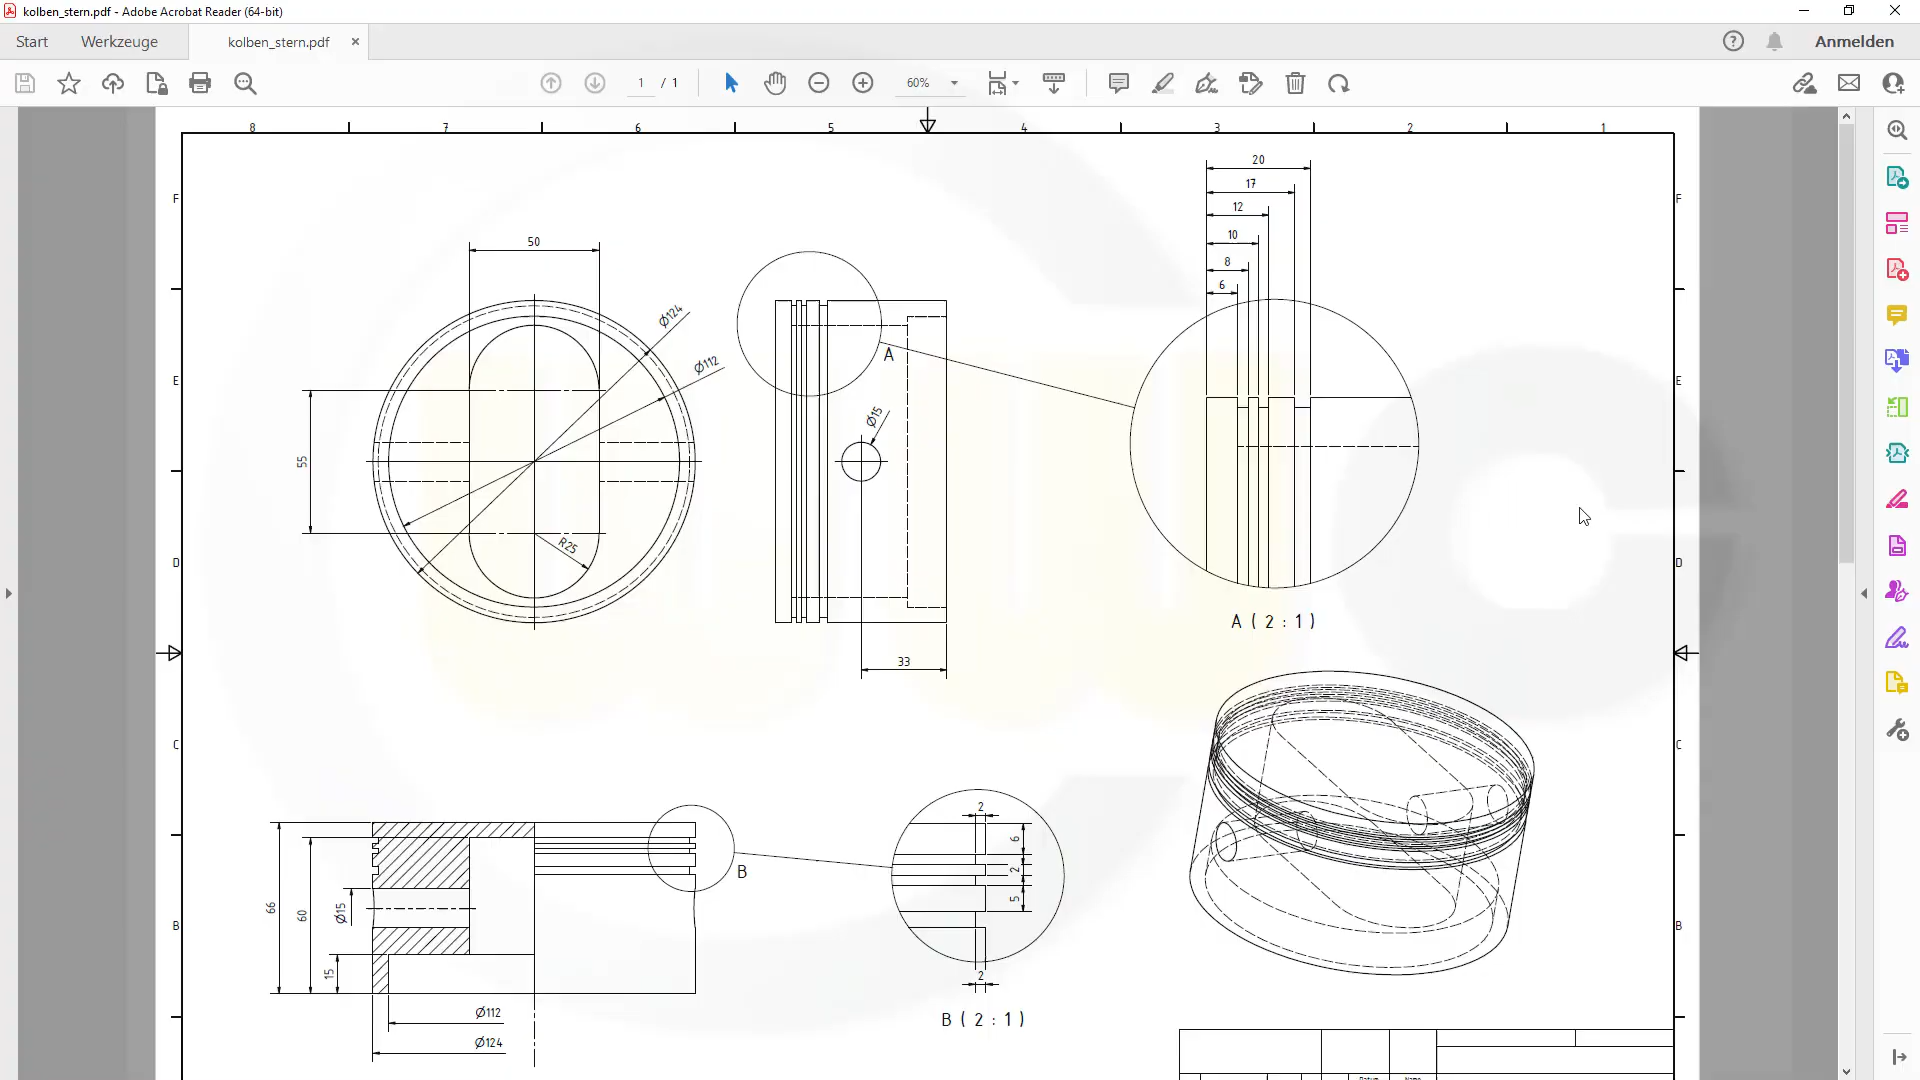 kolben_stern.pdf - Adobe Acrobat Reader (64-bit)
Start Werkzeuge kolben_stern.pdf Anmelden
1 / 1 60%
8 7 6 5 4 3 2 1
20
17
12
10
8
6
F F
50
Ø124
Ø112
A
E E
Ø15
55
R25
D D
A ( 2 : 1 )
33
C C
2
6
B
2
5
66
60
Ø15
B B
15
2
Ø112
B ( 2 : 1 )
Ø124
Datum Name